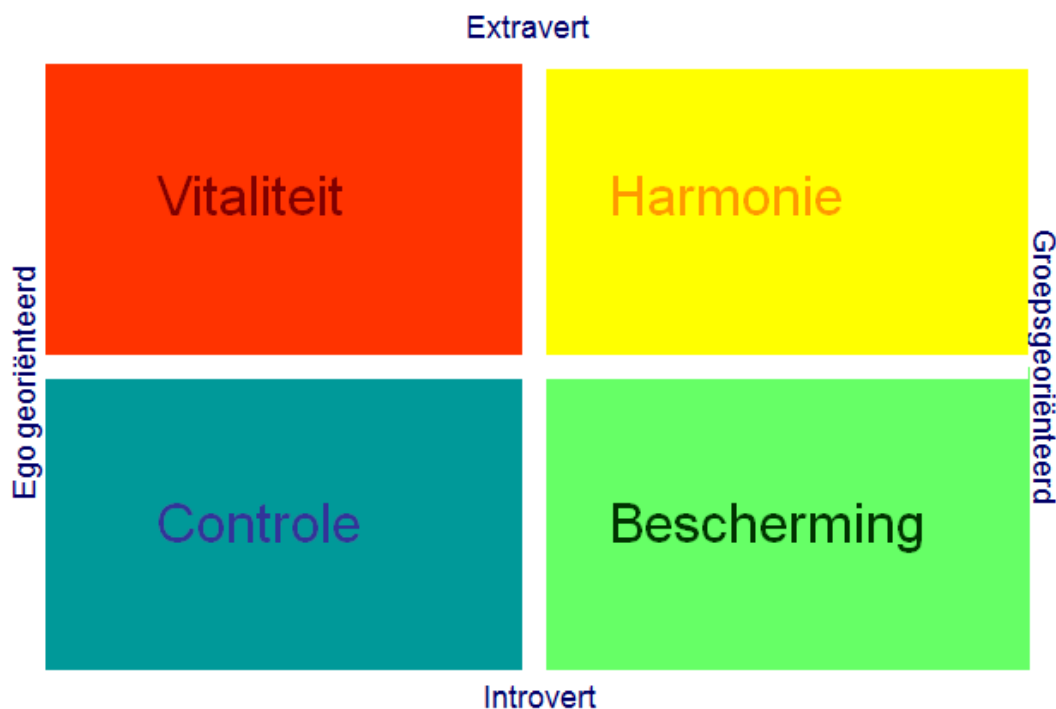 Extravert
Vitaliteit
Harmonie
Ego georiënteerd
Groepsgeoriënteerd
Controle
Bescherming
Introvert